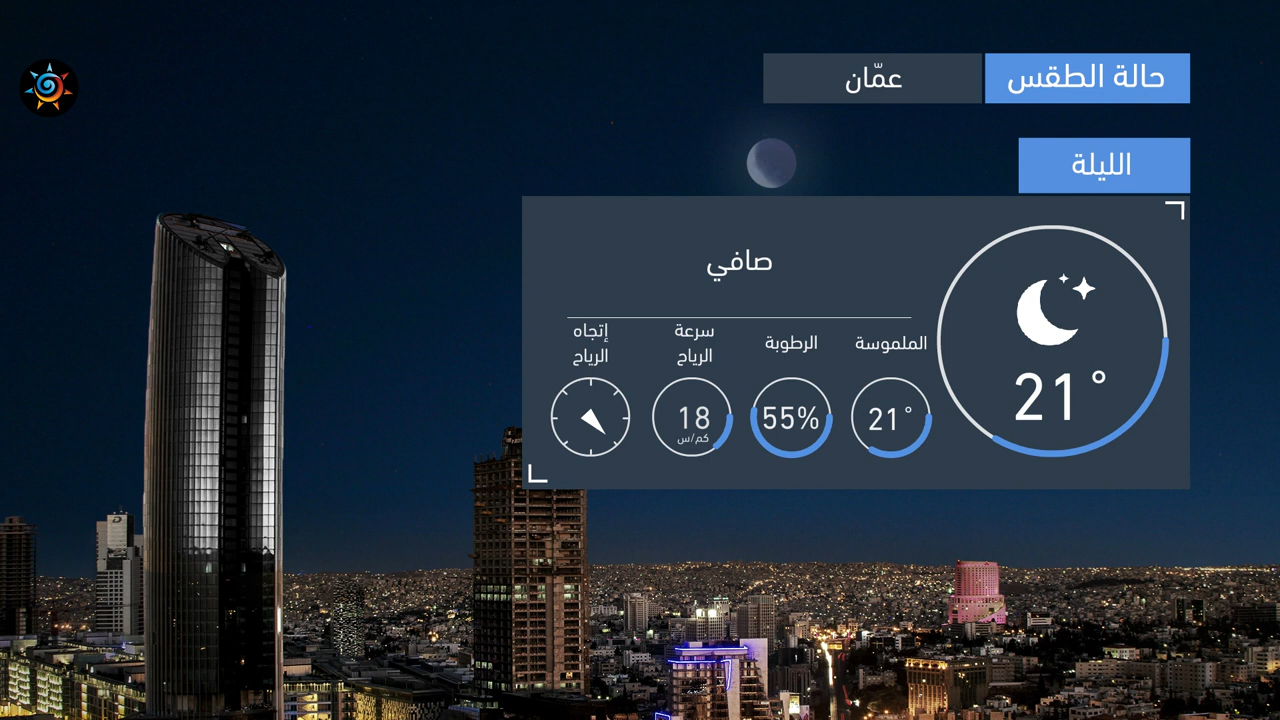 حالة الطقس
عمّان
الليلة
صافي
21°
الملموسة
21°
الرطوبة
55%
سرعة
الرياح
18
كم/س
إتجاه
الرياح